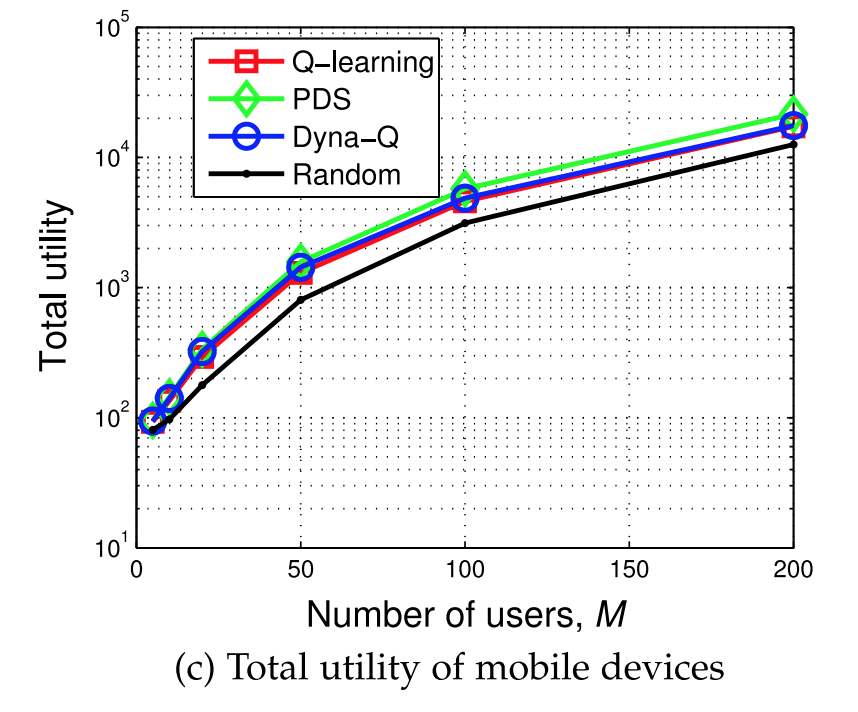 10^5
10^4
10^3
10^2
10^1
Total utility
Q−learning
PDS
Dyna−Q
Random
0 50 100 150 200
Number of users, M
(c) Total utility of mobile devices